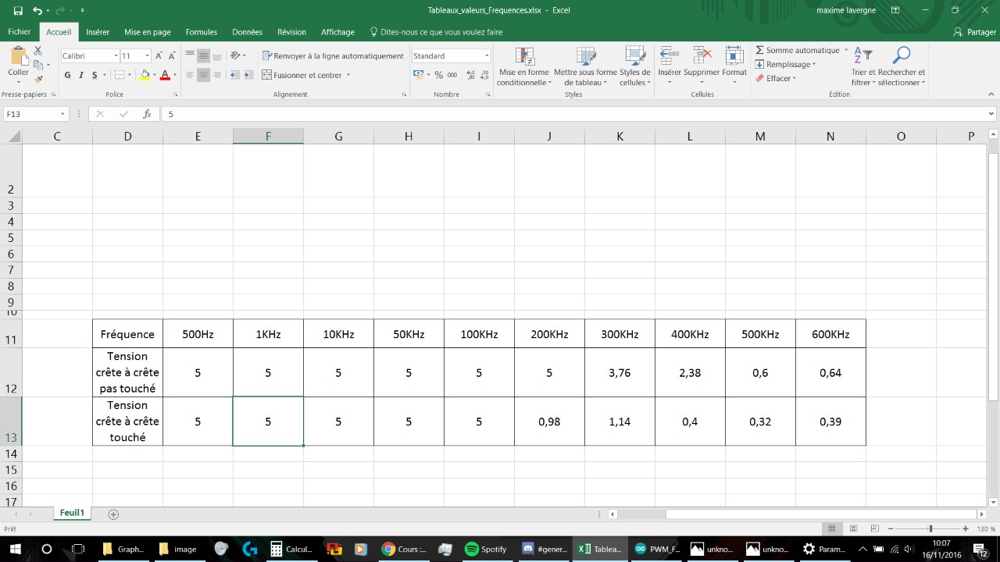 Tableaux_valeurs_Frequences.xlsx - Excel
maxime lavergne
Fichier Accueil Insérer Mise en page Formules Données Révision Affichage Dites-nous ce que vous voulez faire Partager
Coller
Calibri 11
G I S
Renvoyer à la ligne automatiquement
Fusionner et centrer
Standard
% 000
Mise en forme conditionnelle
Mettre sous forme de tableau
Styles de cellules
Insérer Supprimer Format
Somme automatique
Remplissage
Effacer
Trier et filtrer
Rechercher et sélectionner
Presse-papiers Police Alignement Nombre Styles Cellules Édition
F13 fx 5
C D E F G H I J K L M N O P
2
3
4
5
6
7
8
9
10
11 Fréquence 500Hz 1KHz 10KHz 50KHz 100KHz 200KHz 300KHz 400KHz 500KHz 600KHz
Tension
crête à crête 5 5 5 5 5 5 3,76 2,38 0,6 0,64
12 pas touché
Tension
crête à crête 5 5 5 5 5 0,98 1,14 0,4 0,32 0,39
13 touché
14
15
16
17
Feuil1
Prêt 130 %
Graph... image Calcul... Cours :... Spotify #gener... Tablea... PWM_F... unkno... unkno... Param...
10:07
16/11/2016
12